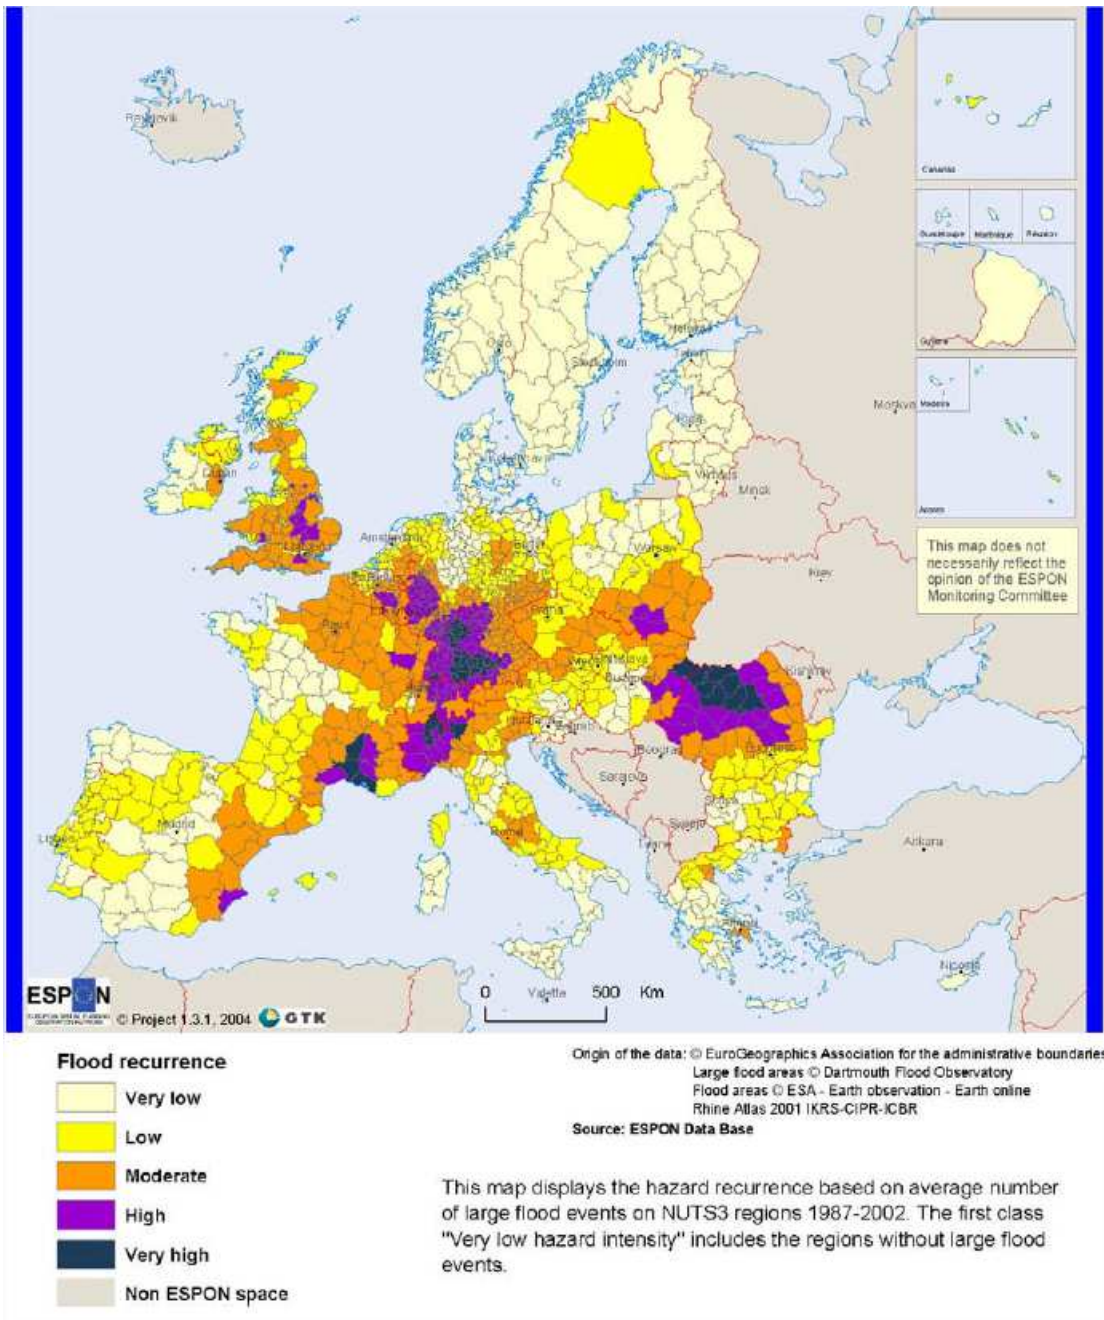 Reykjavik
Canarias
Guadeloupe
Martinique
Réunion
Guyane
Madeira
Azores
Oslo
Stockholm
Helsinki
Tallinn
Riga
Vilnius
Minsk
Moskva
København
Dublin
London
Amsterdam
Berlin
Warsaw
Kiev
Paris
Praha
Bratislava
Budapest
Kishinev
Ljubljana
Zagreb
Beograd
Sarajevo
Sofiya
Skopje
Tirana
Madrid
Lisboa
Roma
Ankara
Nicosia
Valletta
This map does not
necessarily reflect the
opinion of the ESPON
Monitoring Committee
ESPON
© Project 1.3.1, 2004
GTK
0 500 Km
Flood recurrence
Very low
Low
Moderate
High
Very high
Non ESPON space
Origin of the data: © EuroGeographics Association for the administrative boundaries
Large flood areas © Dartmouth Flood Observatory
Flood areas © ESA - Earth observation - Earth online
Rhine Atlas 2001 IKRS-CIPR-ICBR
Source: ESPON Data Base
This map displays the hazard recurrence based on average number
of large flood events on NUTS3 regions 1987-2002. The first class
"Very low hazard intensity" includes the regions without large flood
events.